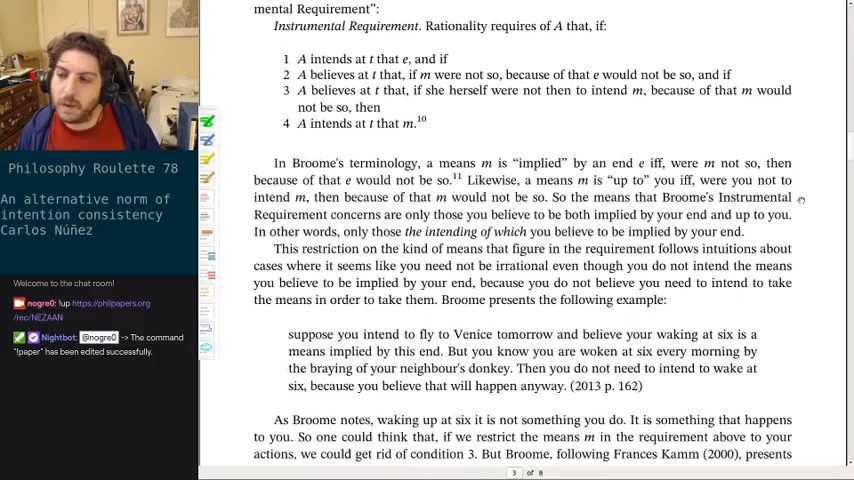 mental Requirement":
Instrumental Requirement. Rationality requires of A that, if:
1 A intends at t that e, and if
2 A believes at t that, if m were not so, because of that e would not be so, and if
3 A believes at t that, if she herself were not then to intend m, because of that m would
not be so, then
4 A intends at t that m.10
In Broome's terminology, a means m is "implied" by an end e iff, were m not so, then
because of that e would not be so.11 Likewise, a means m is "up to" you iff, were you not to
intend m, then because of that m would not be so. So the means that Broome's Instrumental
Requirement concerns are only those you believe to be both implied by your end and up to you.
In other words, only those the intending of which you believe to be implied by your end.
This restriction on the kind of means that figure in the requirement follows intuitions about
cases where it seems like you need not be irrational even though you do not intend the means
you believe to be implied by your end, because you do not believe you need to intend to take
the means in order to take them. Broome presents the following example:
suppose you intend to fly to Venice tomorrow and believe your waking at six is a
means implied by this end. But you know you are woken at six every morning by
the braying of your neighbour's donkey. Then you do not need to intend to wake at
six, because you believe that will happen anyway. (2013 p. 162)
As Broome notes, waking up at six it is not something you do. It is something that happens
to you. So one could think that, if we restrict the means m in the requirement above to your
actions, we could get rid of condition 3. But Broome, following Frances Kamm (2000), presents
3 of 8
Philosophy Roulette 78
An alternative norm of
intention consistency
Carlos Núñez
Welcome to the chat room!
nogre0: !up https://philpapers.org
/rec/NEZAAN
Nightbot: @nogre0 -> The command
"!paper" has been edited successfully.